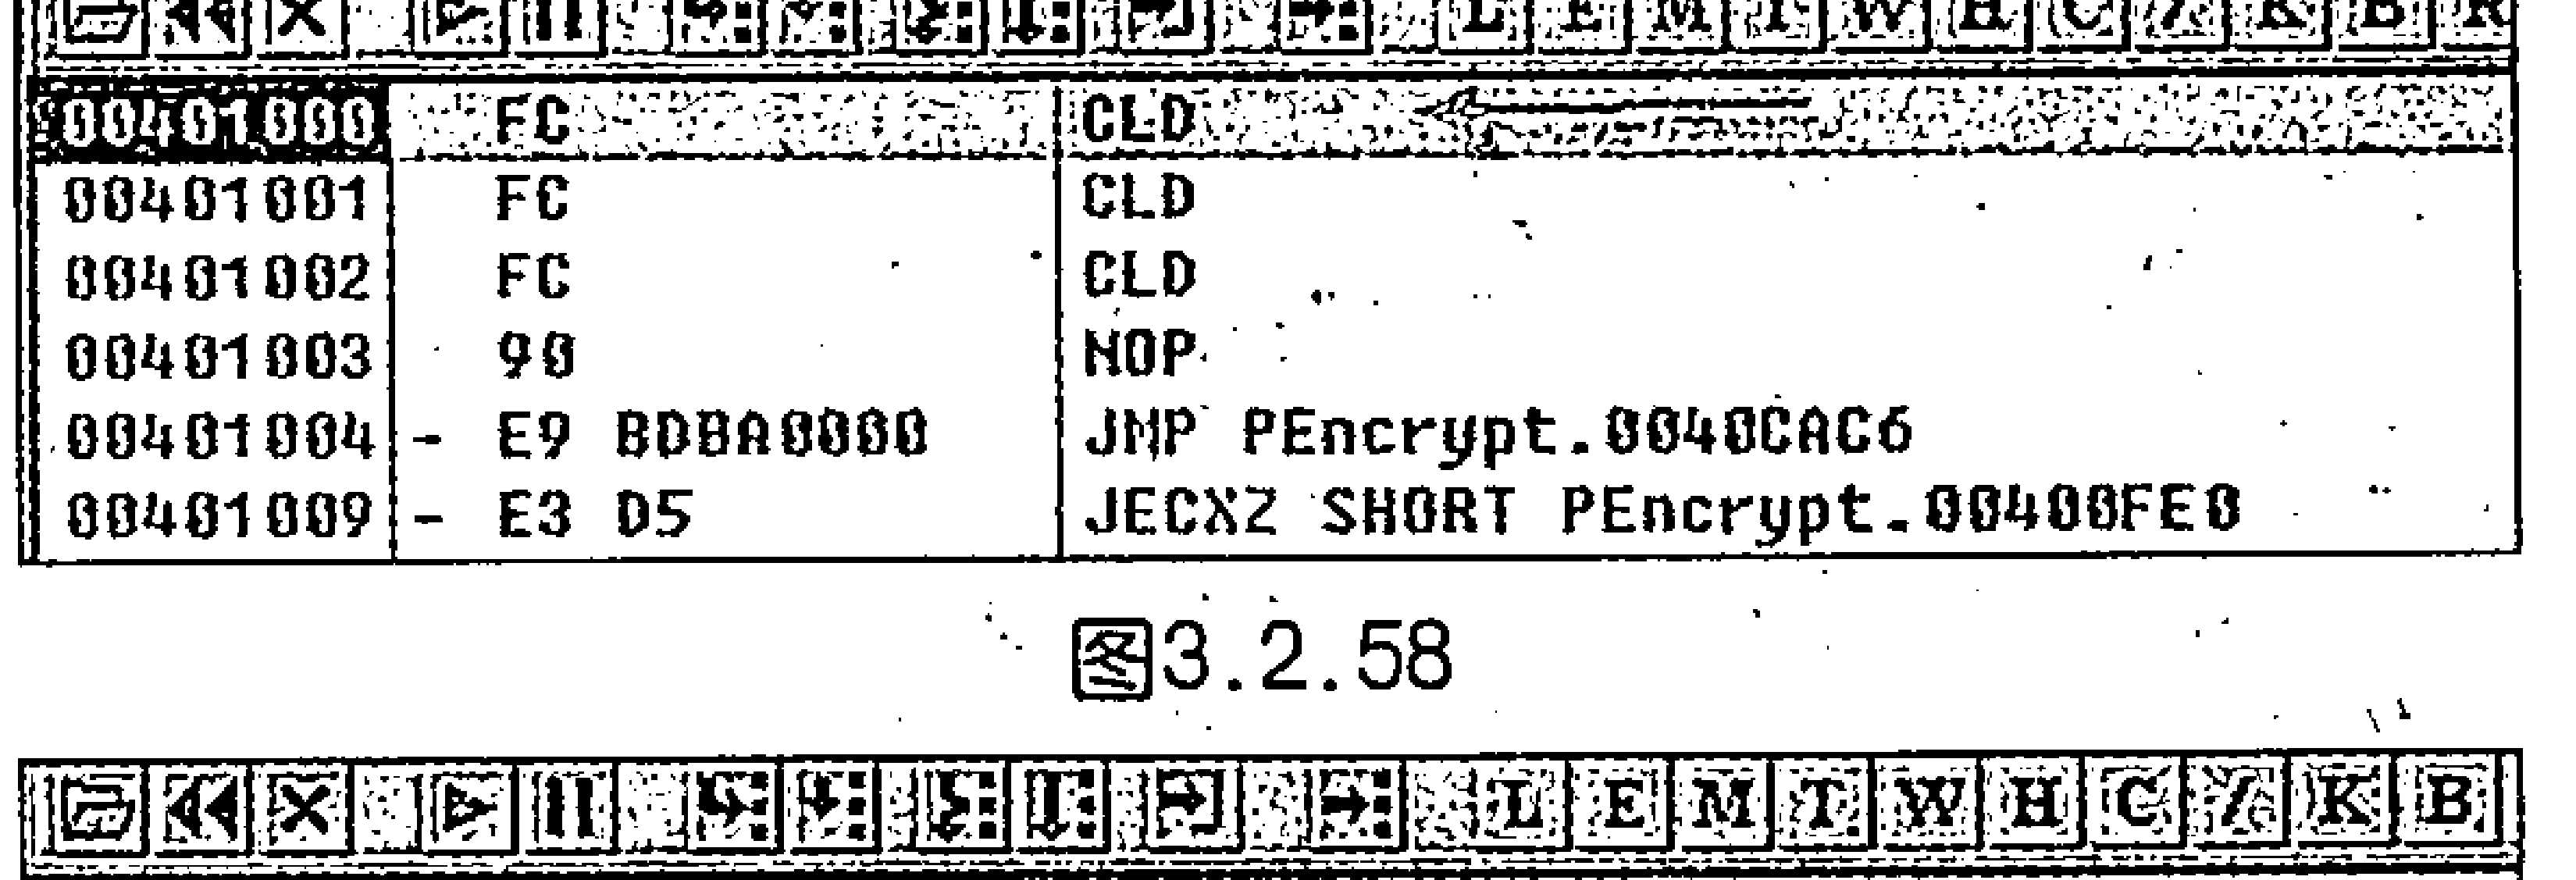 L E M T W H C / K B R
00401000 FC CLD
00401001 FC CLD
00401002 FC CLD
00401003 90 NOP
00401004 - E9 BDBA0000 JMP PEncrypt.0040CAC6
00401009 - E3 D5 JECXZ SHORT PEncrypt.00400FE0
图3.2.58
L E M T W H C / K B